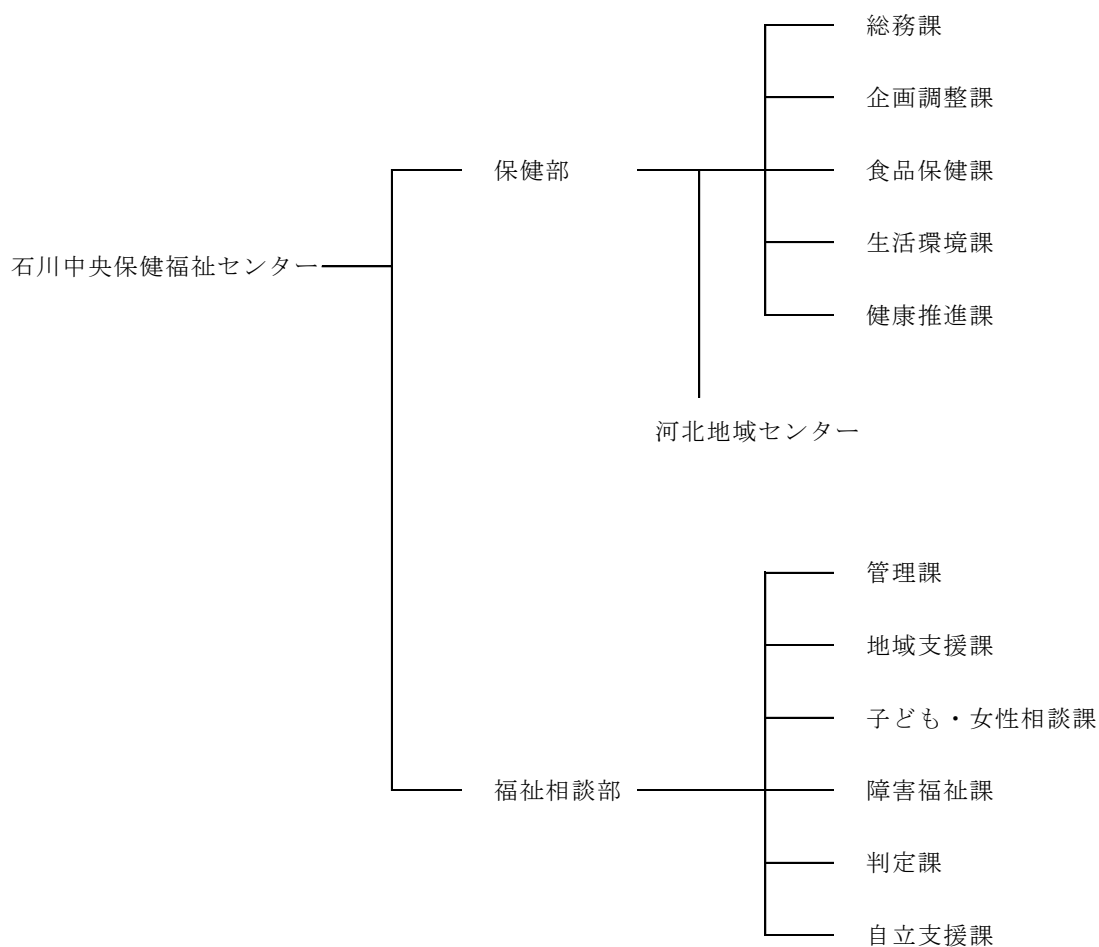 石川中央保健福祉センター
保健部
総務課
企画調整課
食品保健課
生活環境課
健康推進課
河北地域センター
福祉相談部
管理課
地域支援課
子ども・女性相談課
障害福祉課
判定課
自立支援課